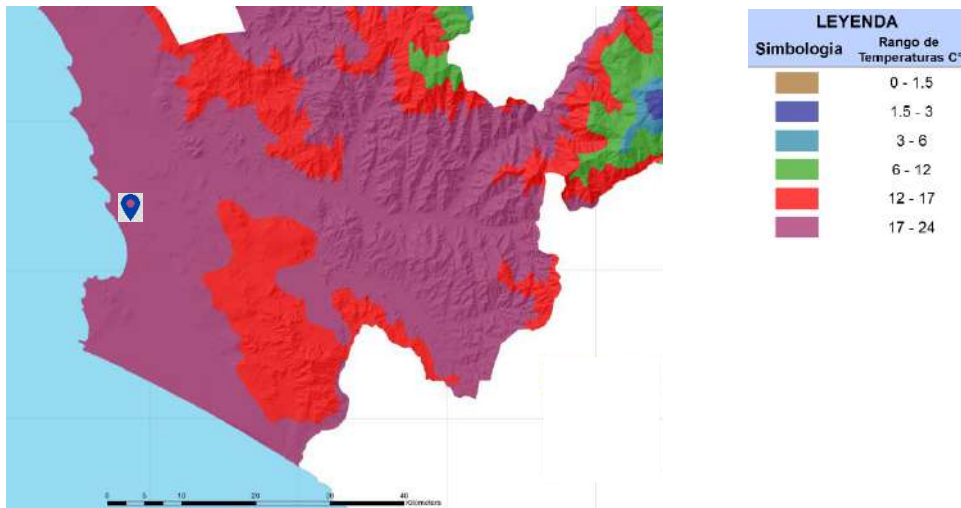 LEYENDA
Simbologia Rango de Temperaturas C°
0 - 1.5
1.5 - 3
3 - 6
6 - 12
12 - 17
17 - 24
0 5 10 20 30 40
Kilometers